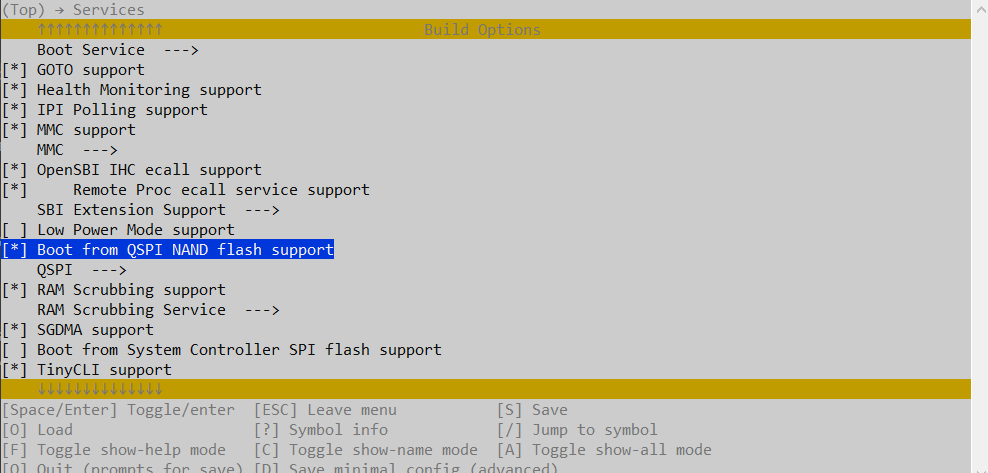 (Top) → Services
↑↑↑↑↑↑↑↑↑↑↑↑↑↑ Build Options
Boot Service --->
[*] GOTO support
[*] Health Monitoring support
[*] IPI Polling support
[*] MMC support
MMC --->
[*] OpenSBI IHC ecall support
[*] Remote Proc ecall service support
SBI Extension Support --->
[ ] Low Power Mode support
[*] Boot from QSPI NAND flash support
QSPI --->
[*] RAM Scrubbing support
RAM Scrubbing Service --->
[*] SGDMA support
[ ] Boot from System Controller SPI flash support
[*] TinyCLI support
↓↓↓↓↓↓↓↓↓↓↓↓↓↓
[Space/Enter] Toggle/enter [ESC] Leave menu [S] Save
[O] Load [?] Symbol info [/] Jump to symbol
[F] Toggle show-help mode [C] Toggle show-name mode [A] Toggle show-all mode
[Q] Quit (prompts for save) [D] Save minimal config (advanced)